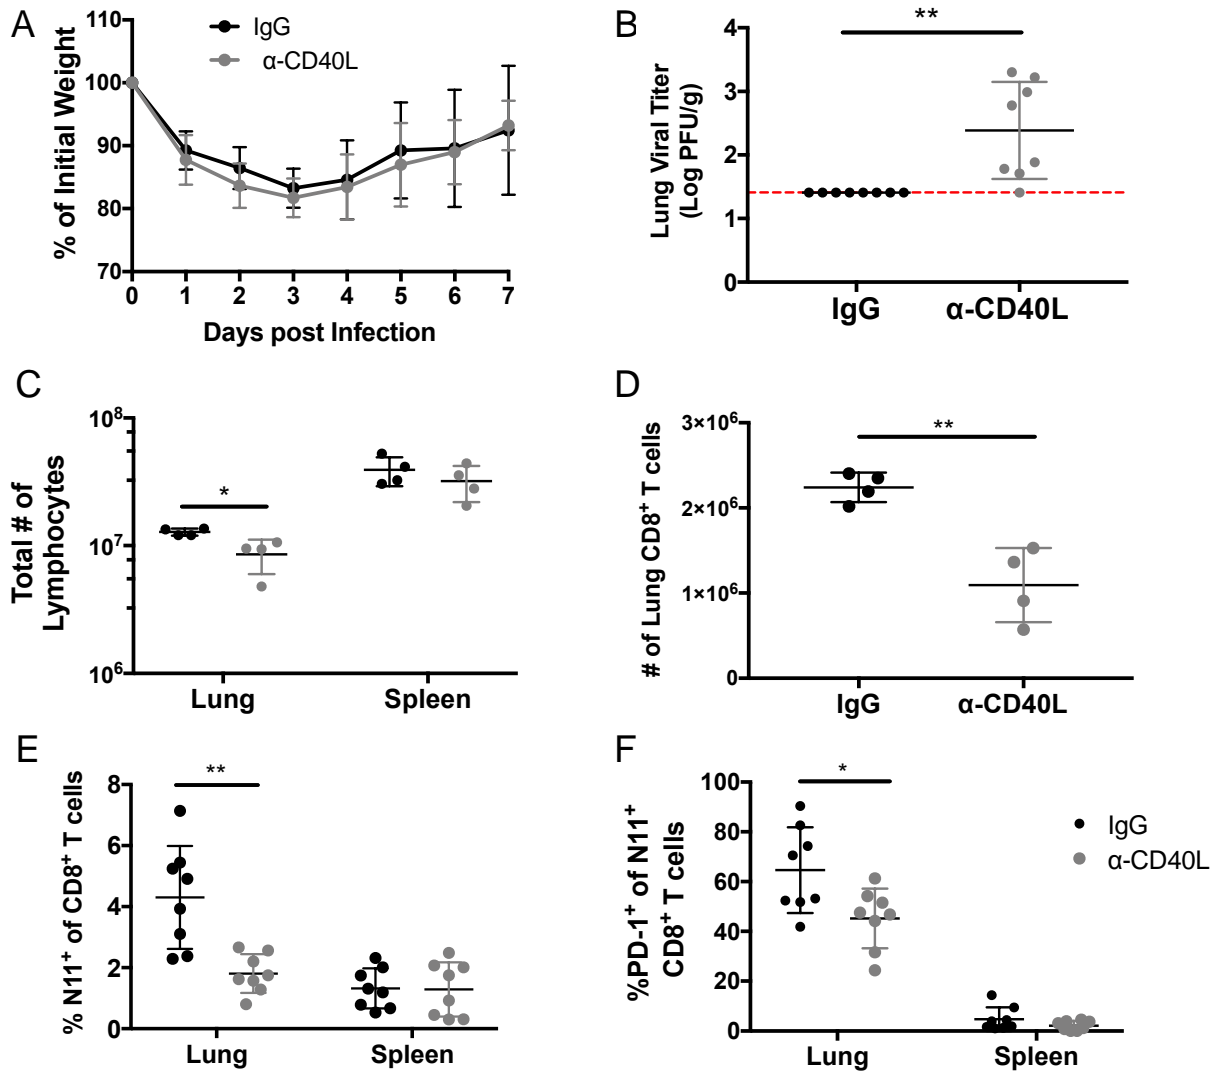 A
% of Initial Weight
110
100
90
80
70
IgG
α-CD40L
0 1 2 3 4 5 6 7
Days post Infection
B
Lung Viral Titer
(Log PFU/g)
4
3
2
1
0
**
IgG α-CD40L
C
Total # of
Lymphocytes
10⁸
10⁷
10⁶
*
Lung Spleen
D
# of Lung CD8⁺ T cells
3×10⁶
2×10⁶
1×10⁶
0
**
IgG α-CD40L
E
% N11⁺ of CD8⁺ T cells
8
6
4
2
0
**
Lung Spleen
F
%PD-1⁺ of N11⁺
CD8⁺ T cells
100
80
60
40
20
0
*
IgG
α-CD40L
Lung Spleen